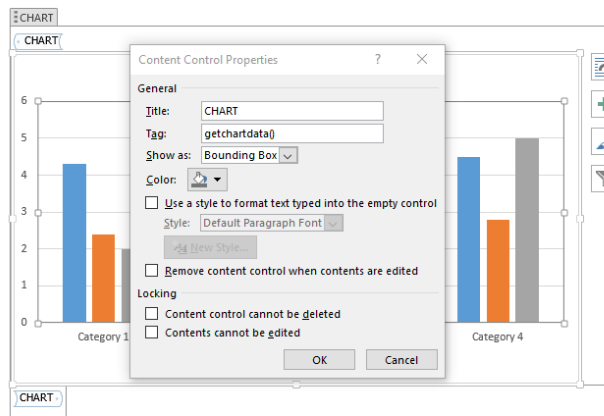 CHART
CHART
Content Control Properties ?
General
Title: CHART
Tag: getchartdata()
Show as: Bounding Box
Color:
Use a style to format text typed into the empty control
Style: Default Paragraph Font
New Style...
Remove content control when contents are edited
Locking
Content control cannot be deleted
Contents cannot be edited
OK Cancel
6
5
4
3
2
1
0
Category 1 Category 4
CHART